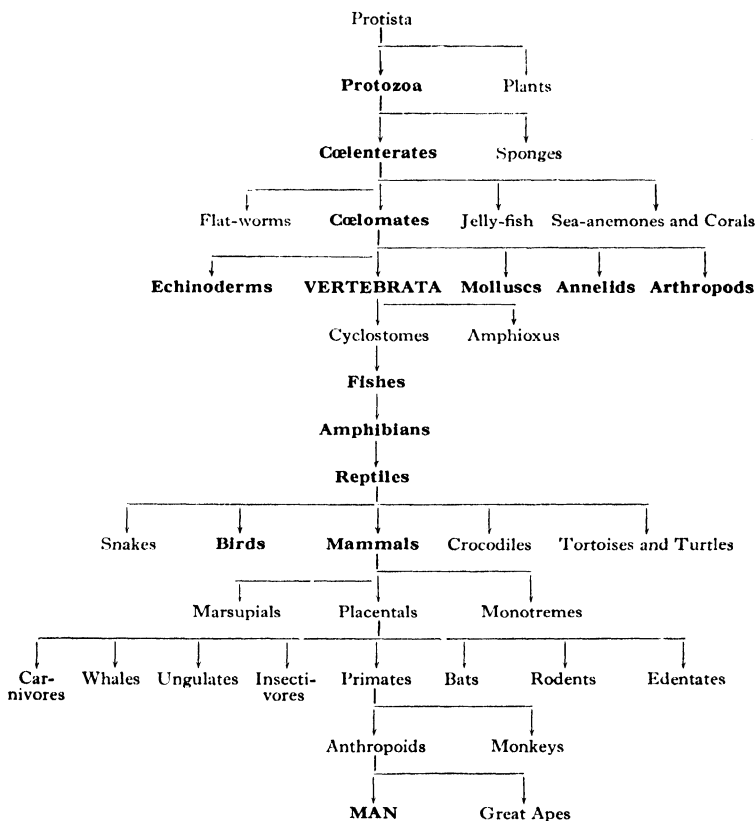 Protista
Protozoa Plants
Cœlenterates Sponges
Flat-worms Cœlomates Jelly-fish Sea-anemones and Corals
Echinoderms VERTEBRATA Molluscs Annelids Arthropods
Cyclostomes Amphioxus
Fishes
Amphibians
Reptiles
Snakes Birds Mammals Crocodiles Tortoises and Turtles
Marsupials Placentals Monotremes
Car- Whales Ungulates Insecti- Primates Bats Rodents Edentates
nivores vores
Anthropoids Monkeys
MAN Great Apes